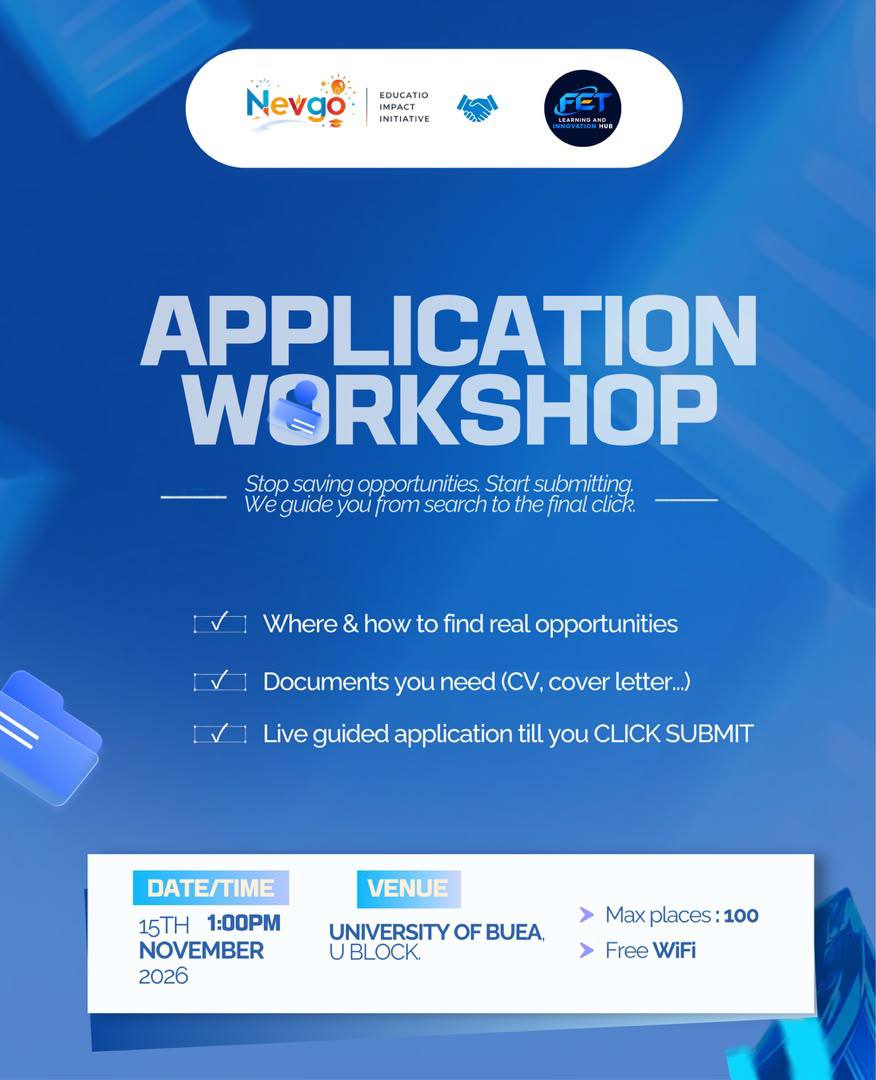 Nevgo
EDUCATIO
IMPACT
INITIATIVE
FET
LEARNING AND
INNOVATION HUB
APPLICATION
WORKSHOP
Stop saving opportunities. Start submitting.
We guide you from search to the final click.
Where & how to find real opportunities
Documents you need (CV, cover letter...)
Live guided application till you CLICK SUBMIT
DATE/TIME
15TH 1:00PM
NOVEMBER
2026
VENUE
UNIVERSITY OF BUEA,
U BLOCK.
Max places : 100
Free WiFi